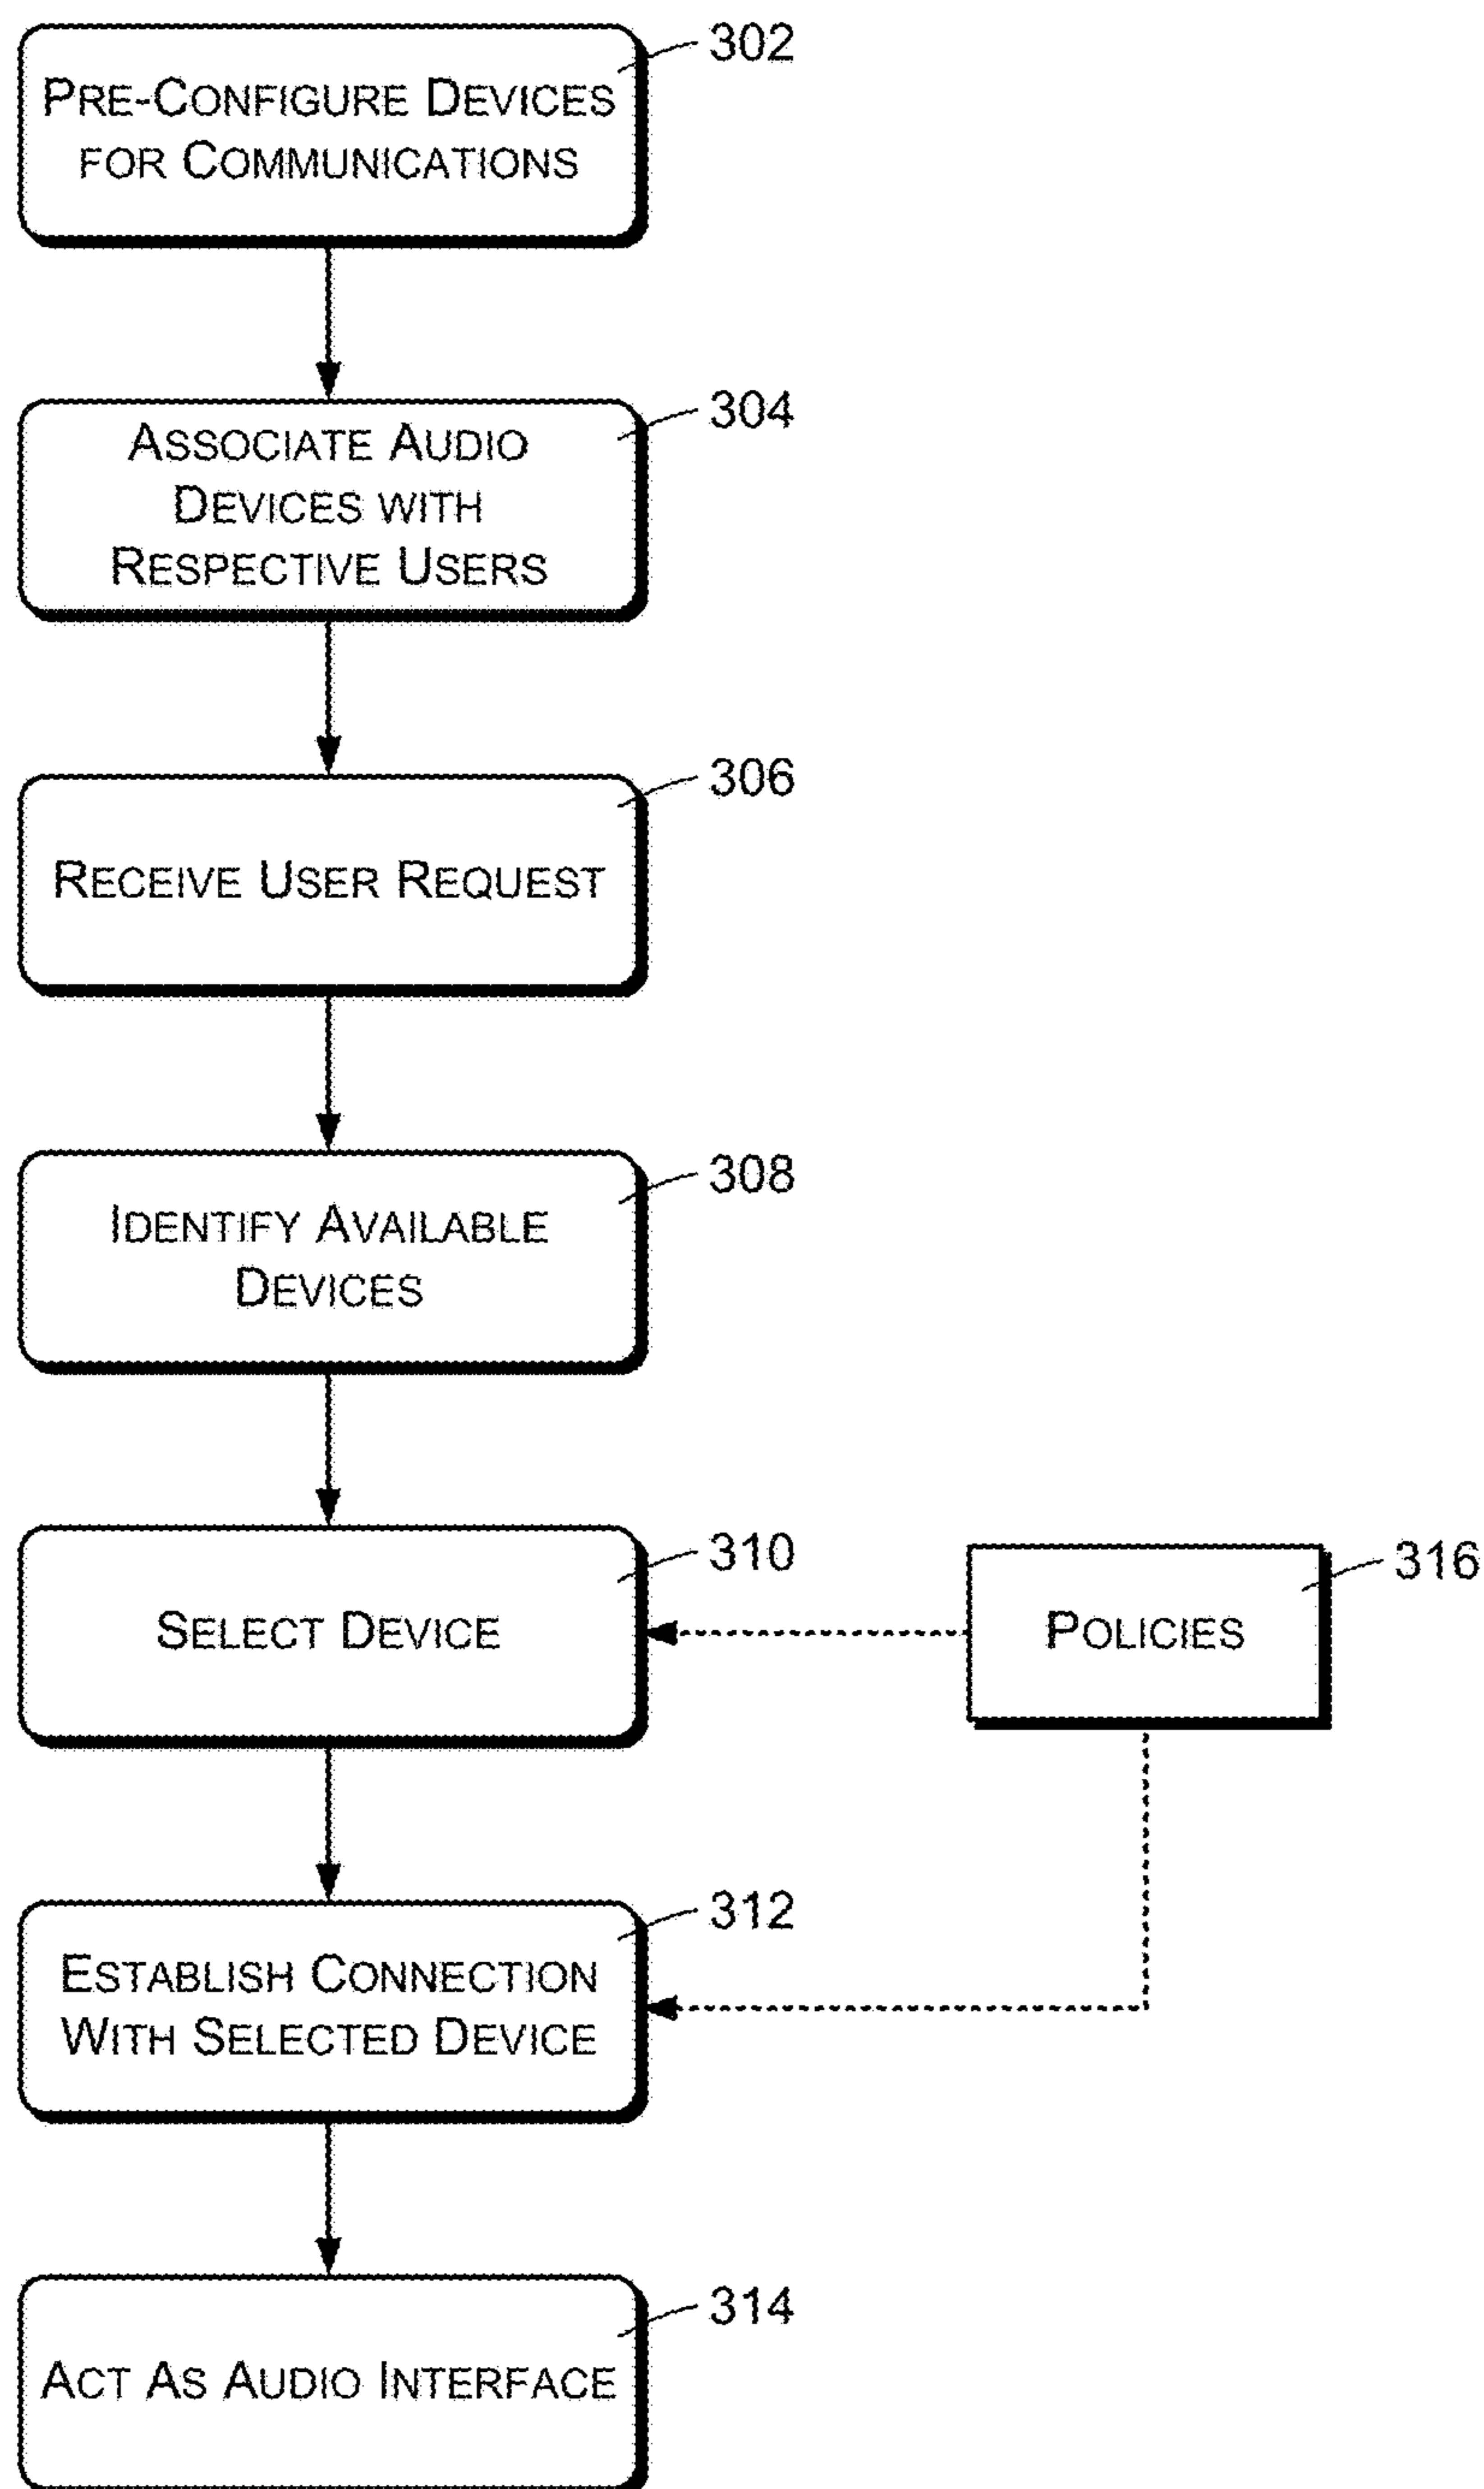 302
PRE-CONFIGURE DEVICES
FOR COMMUNICATIONS
304
ASSOCIATE AUDIO
DEVICES WITH
RESPECTIVE USERS
306
RECEIVE USER REQUEST
308
IDENTIFY AVAILABLE
DEVICES
310
SELECT DEVICE
316
POLICIES
312
ESTABLISH CONNECTION
WITH SELECTED DEVICE
314
ACT AS AUDIO INTERFACE